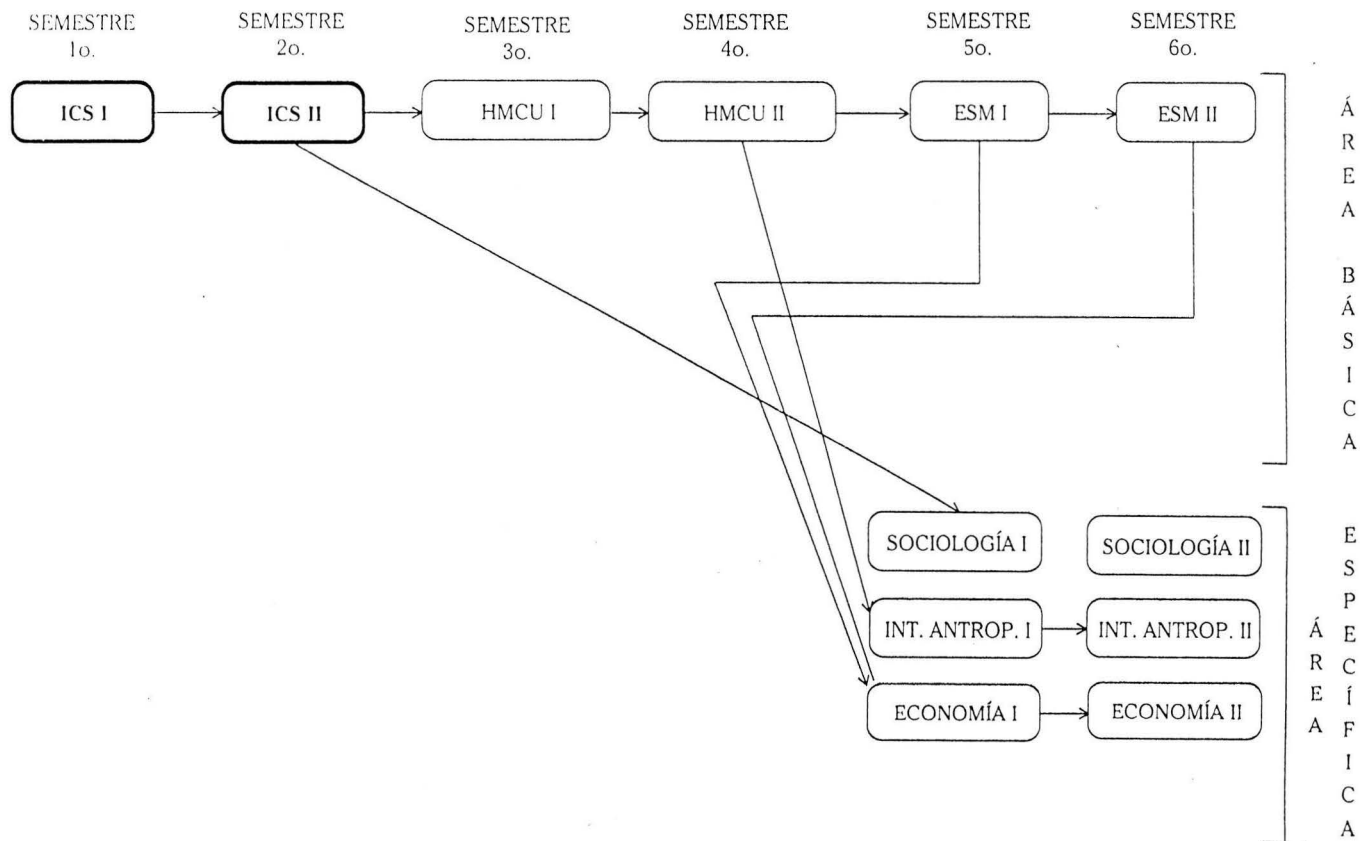 SEMESTRE SEMESTRE SEMESTRE SEMESTRE SEMESTRE SEMESTRE
1o. 2o. 3o. 4o. 5o. 6o.
ICS I ICS II HMCU I HMCU II ESM I ESM II
ÁREA BÁSICA
SOCIOLOGÍA I SOCIOLOGÍA II
INT. ANTROP. I INT. ANTROP. II
ECONOMÍA I ECONOMÍA II
ÁREA
ESPECÍFICA